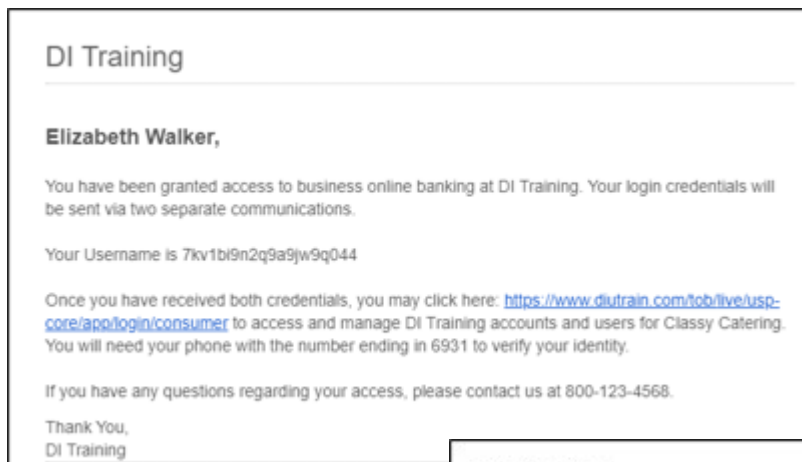 DI Training
Elizabeth Walker,
You have been granted access to business online banking at DI Training. Your login credentials will
be sent via two separate communications.
Your Username is 7kv1bi9n2q9a9jw9q044
Once you have received both credentials, you may click here: https://www.diutrain.com/tob/live/usp-
core/app/login/consumer to access and manage DI Training accounts and users for Classy Catering.
You will need your phone with the number ending in 6931 to verify your identity.
If you have any questions regarding your access, please contact us at 800-123-4568.
Thank You,
DI Training